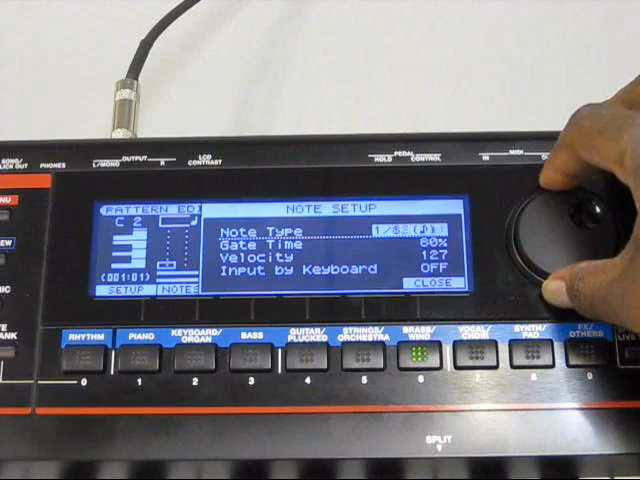 SONG/
CLICK OUT
PHONES
L/MONO OUTPUT R
LCD
CONTRAST
PEDAL
HOLD CONTROL
IN MIDI
PATTERN ED
NOTE SETUP
C 2
Note Type
Gate Time 80%
Velocity 127
Input by Keyboard OFF
(001:01)
SETUP NOTES CLOSE
RHYTHM
PIANO
KEYBOARD/
ORGAN
BASS
GUITAR/
PLUCKED
STRINGS/
ORCHESTRA
BRASS/
WIND
VOCAL/
CHOIR
SYNTH/
PAD
FX/
OTHERS
0 1 2 3 4 5 6 7 8 9
SPLIT